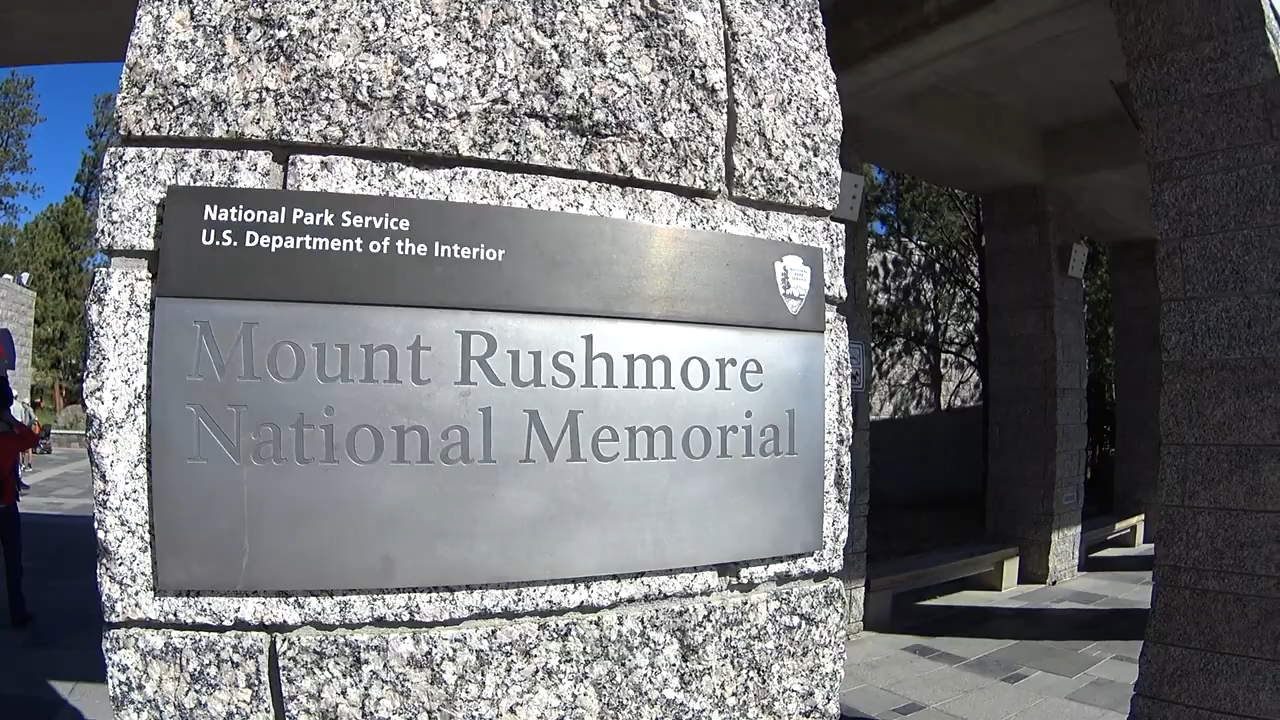 National Park Service
U.S. Department of the Interior
Mount Rushmore
National Memorial